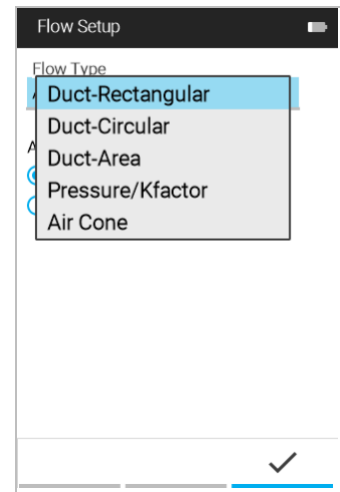 Flow Setup
Flow Type
Duct-Rectangular
Duct-Circular
Duct-Area
Pressure/Kfactor
Air Cone